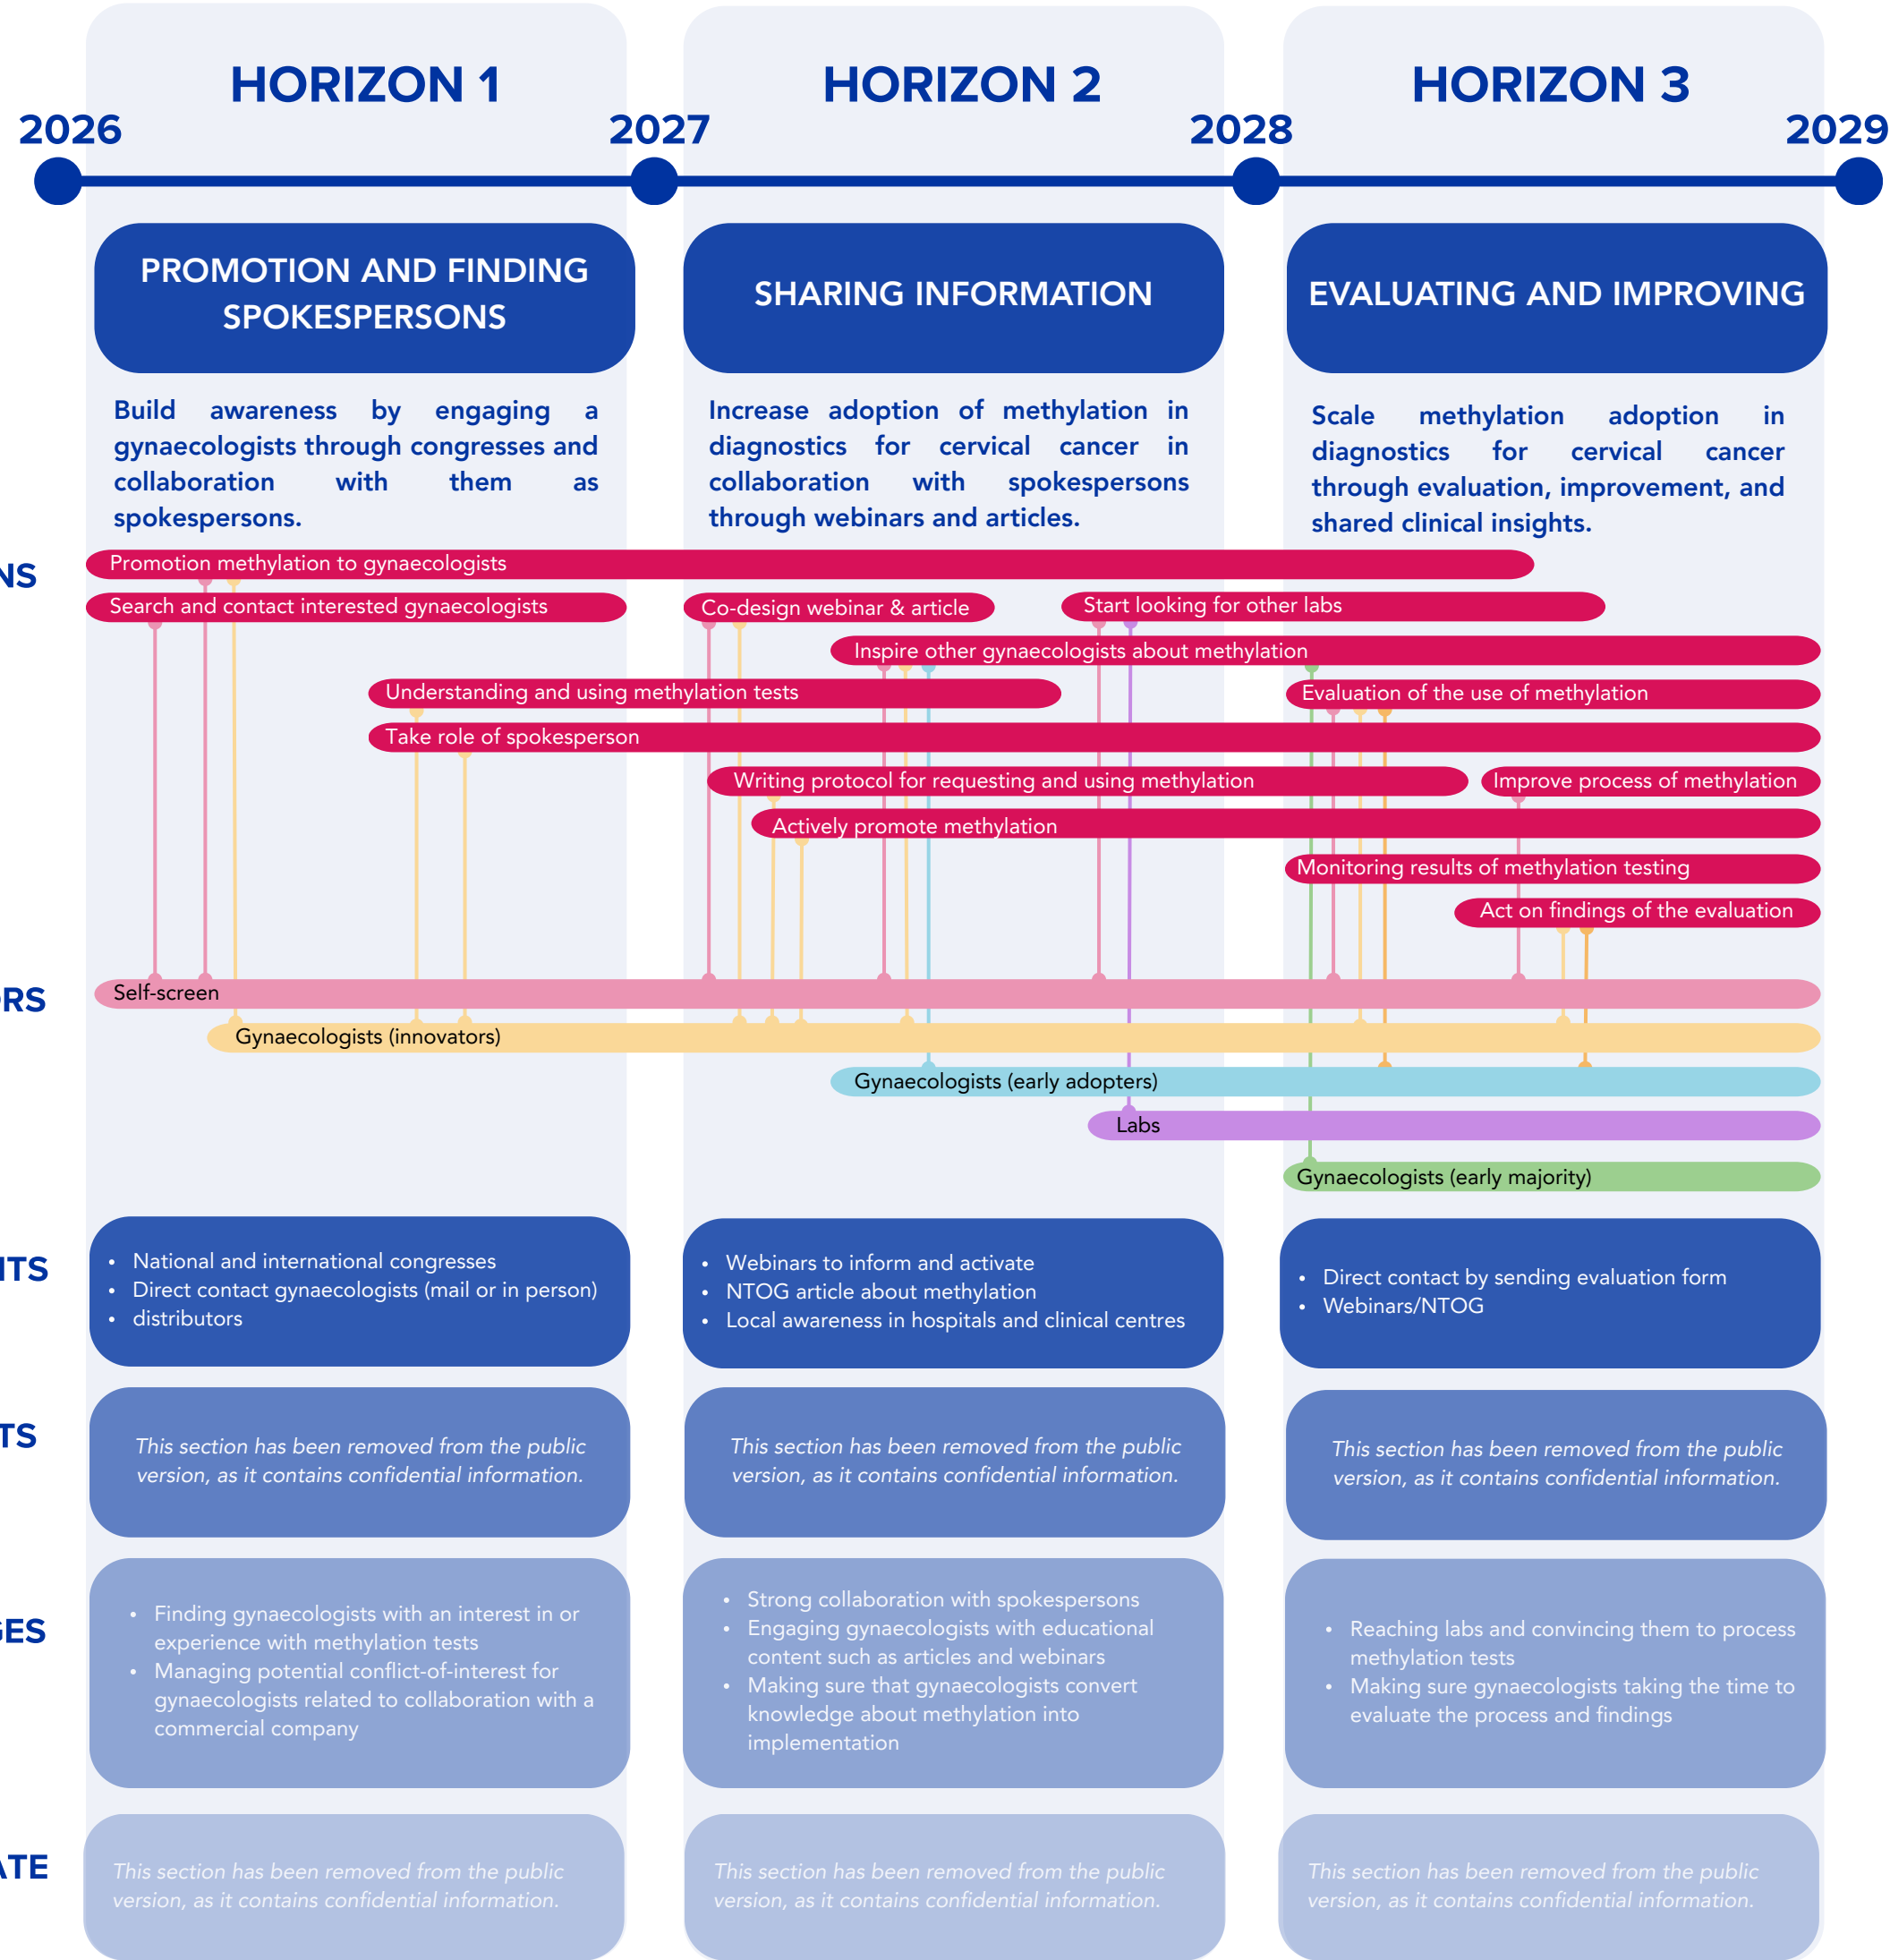 HORIZON 1
HORIZON 2
HORIZON 3
2026
2027
2028
2029
PROMOTION AND FINDING
SPOKESPERSONS
SHARING INFORMATION
EVALUATING AND IMPROVING
Build awareness by engaging a
gynaecologists through congresses and
collaboration with them as
spokespersons.
Increase adoption of methylation in
diagnostics for cervical cancer in
collaboration with spokespersons
through webinars and articles.
Scale methylation adoption in
diagnostics for cervical cancer
through evaluation, improvement, and
shared clinical insights.
NS
Promotion methylation to gynaecologists
Search and contact interested gynaecologists
Co-design webinar & article
Start looking for other labs
Inspire other gynaecologists about methylation
Understanding and using methylation tests
Evaluation of the use of methylation
Take role of spokesperson
Writing protocol for requesting and using methylation
Improve process of methylation
Actively promote methylation
Monitoring results of methylation testing
Act on findings of the evaluation
ORS
Self-screen
Gynaecologists (innovators)
Gynaecologists (early adopters)
Labs
Gynaecologists (early majority)
NTS
• National and international congresses
• Direct contact gynaecologists (mail or in person)
• distributors
• Webinars to inform and activate
• NTOG article about methylation
• Local awareness in hospitals and clinical centres
• Direct contact by sending evaluation form
• Webinars/NTOG
TS
This section has been removed from the public
version, as it contains confidential information.
This section has been removed from the public
version, as it contains confidential information.
This section has been removed from the public
version, as it contains confidential information.
GES
• Finding gynaecologists with an interest in or
experience with methylation tests
• Managing potential conflict-of-interest for
gynaecologists related to collaboration with a
commercial company
• Strong collaboration with spokespersons
• Engaging gynaecologists with educational
content such as articles and webinars
• Making sure that gynaecologists convert
knowledge about methylation into
implementation
• Reaching labs and convincing them to process
methylation tests
• Making sure gynaecologists taking the time to
evaluate the process and findings
ATE
This section has been removed from the public
version, as it contains confidential information.
This section has been removed from the public
version, as it contains confidential information.
This section has been removed from the public
version, as it contains confidential information.